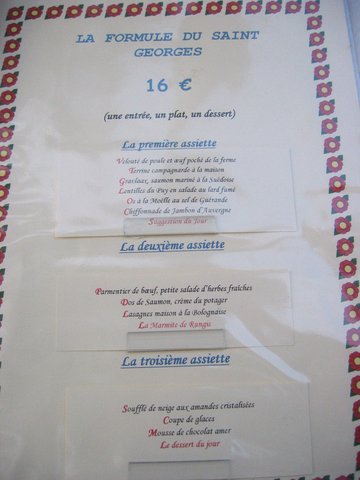 LA FORMULE DU SAINT
GEORGES
16 €
(une entrée, un plat, un dessert)
La première assiette
Velouté de poule et œuf poché de la ferme
Terrine campagnarde à la maison
Gravlaax, saumon mariné à la Suédoise
Lentilles du Puy en salade au lard fumé
Os à la Moëlle au sel de Guérande
Chiffonnade de Jambon d'Auvergne
Suggestion du Jour
La deuxième assiette
Parmentier de bœuf, petite salade d'herbes fraîches
Dos de Saumon, crème du potager
Lasagnes maison à la Bolognaise
La Marmite de Rangu
La troisième assiette
Soufflé de neige aux amandes cristalisées
Coupe de glaces
Mousse de chocolat amer
Le dessert du jour